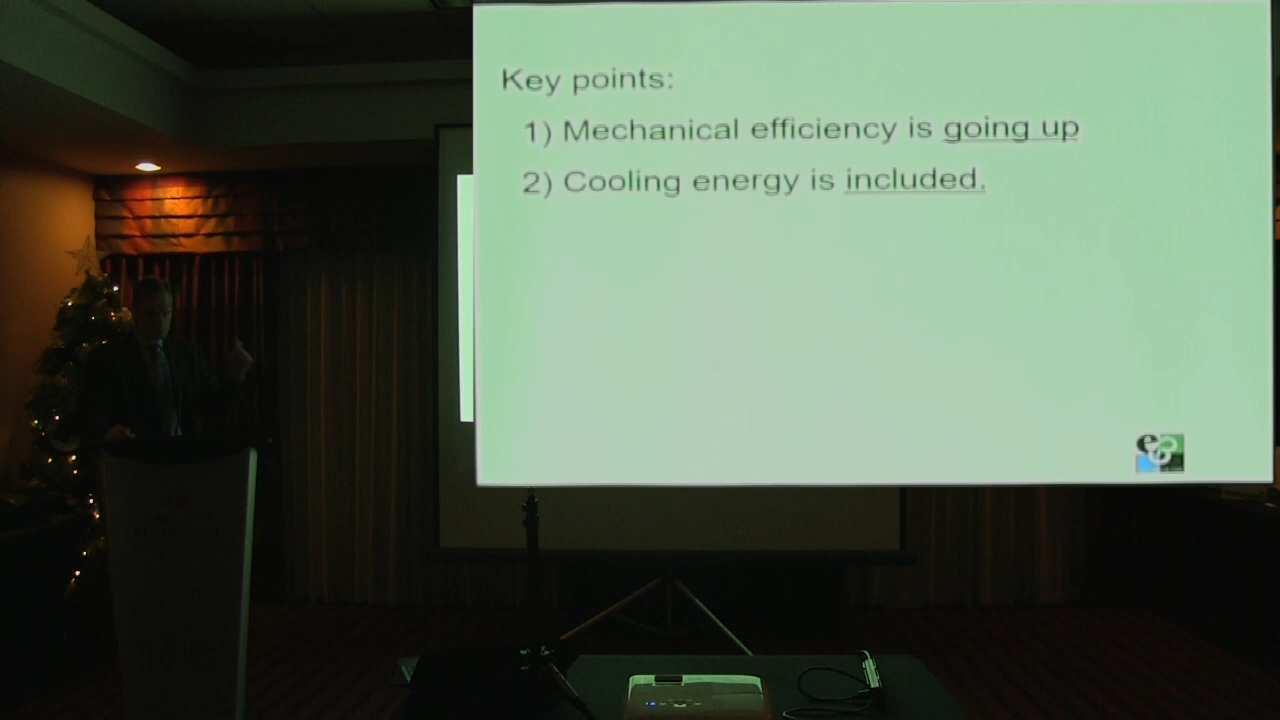 Key points:
1) Mechanical efficiency is going up
2) Cooling energy is included.